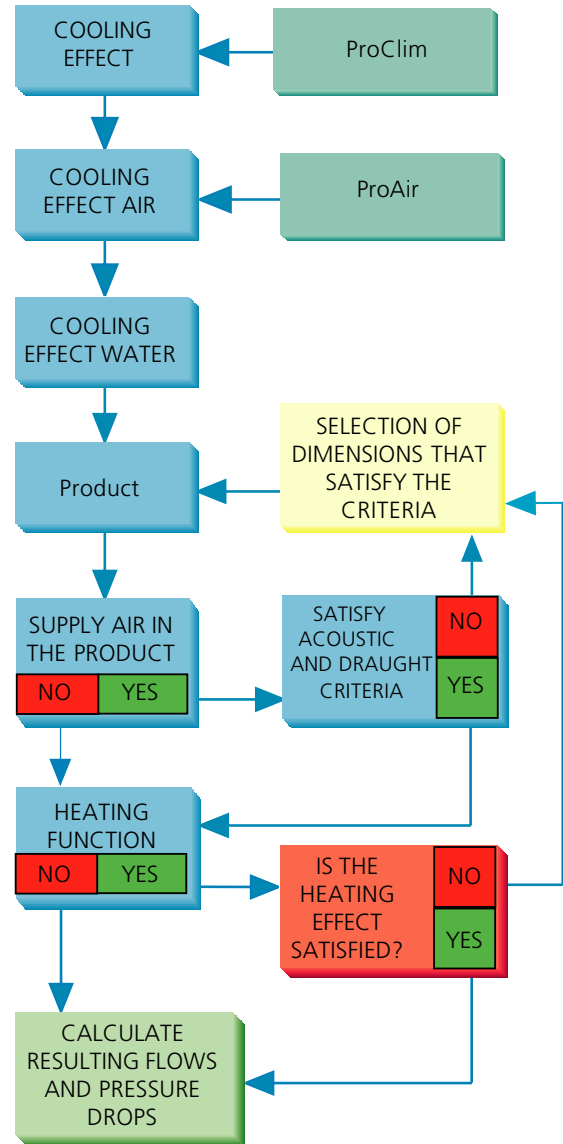 COOLING
EFFECT
ProClim
COOLING
EFFECT AIR
ProAir
COOLING
EFFECT WATER
Product
SELECTION OF
DIMENSIONS THAT
SATISFY THE
CRITERIA
SUPPLY AIR IN
THE PRODUCT
NO
YES
SATISFY
ACOUSTIC
AND DRAUGHT
CRITERIA
NO
YES
HEATING
FUNCTION
NO
YES
IS THE
HEATING
EFFECT
SATISFIED?
NO
YES
CALCULATE
RESULTING FLOWS
AND PRESSURE
DROPS